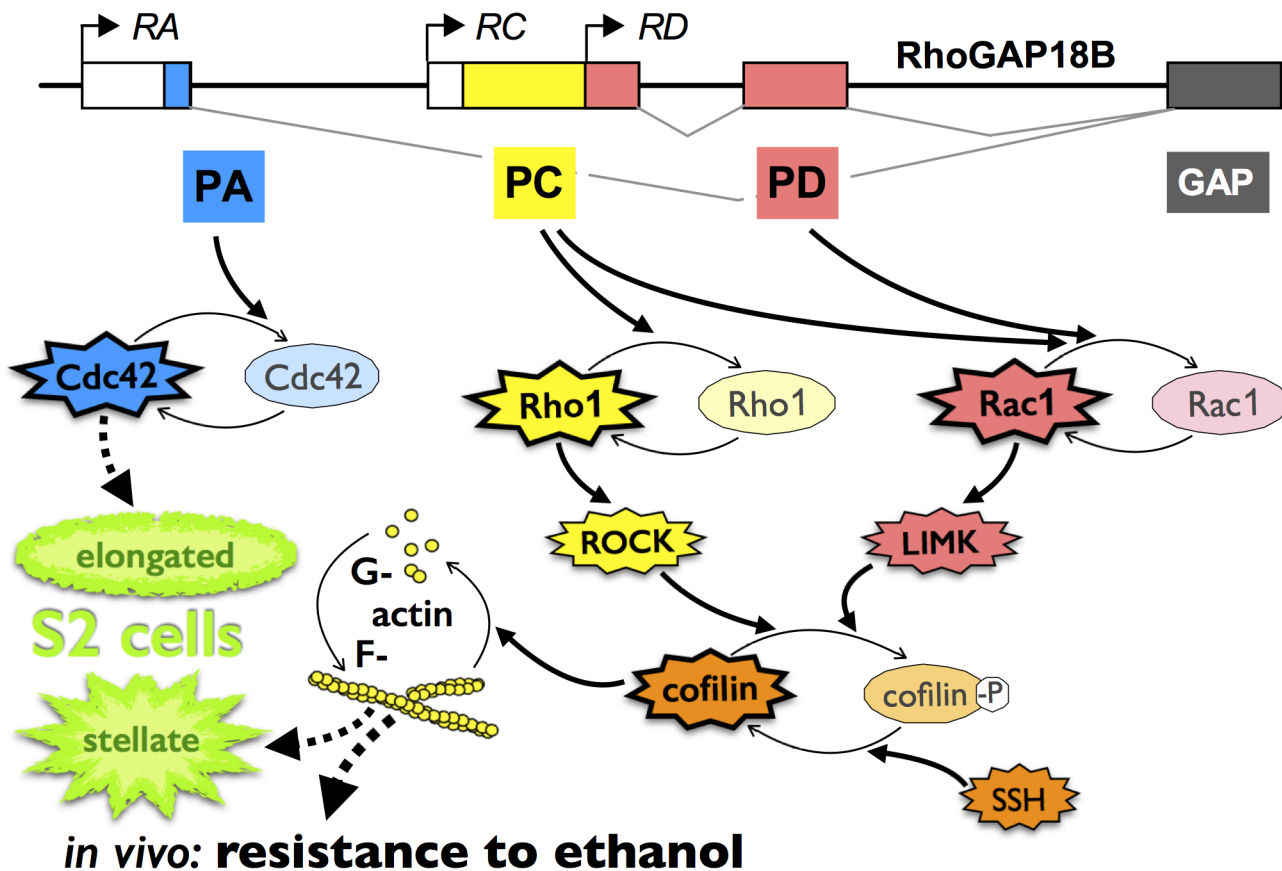 RA RC RD
RhoGAP18B
PA PC PD GAP
Cdc42 Cdc42 Rho1 Rho1 Rac1 Rac1
elongated ROCK LIMK
S2 cells
G-
actin
F-
stellate cofilin cofilin -P
SSH
in vivo: resistance to ethanol